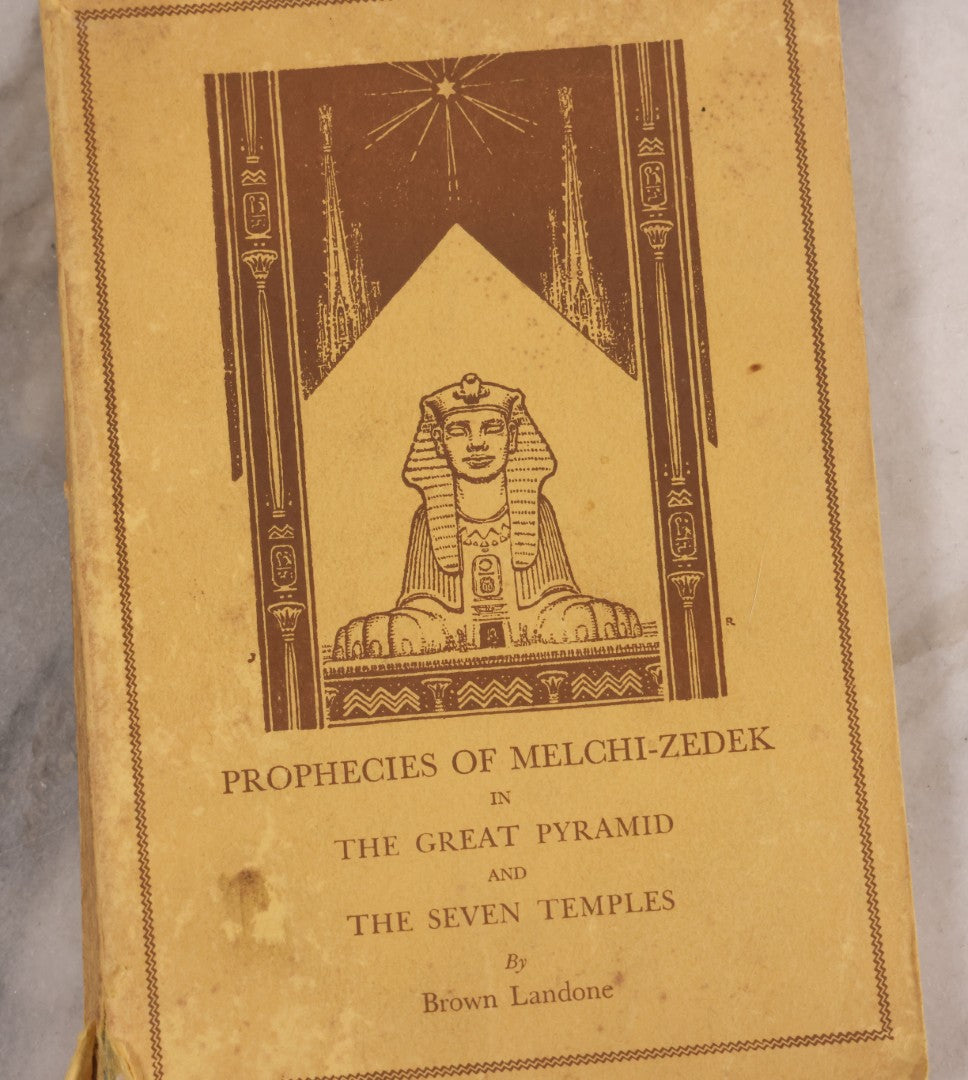 J R
PROPHECIES OF MELCHI-ZEDEK
IN
THE GREAT PYRAMID
AND
THE SEVEN TEMPLES
By
Brown Landone